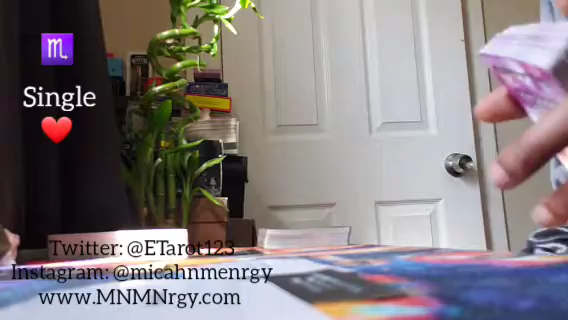 ♏
Single
❤️
Twitter: @ETarot123
Instagram: @micahnmenrgy
www.MNMNrgy.com